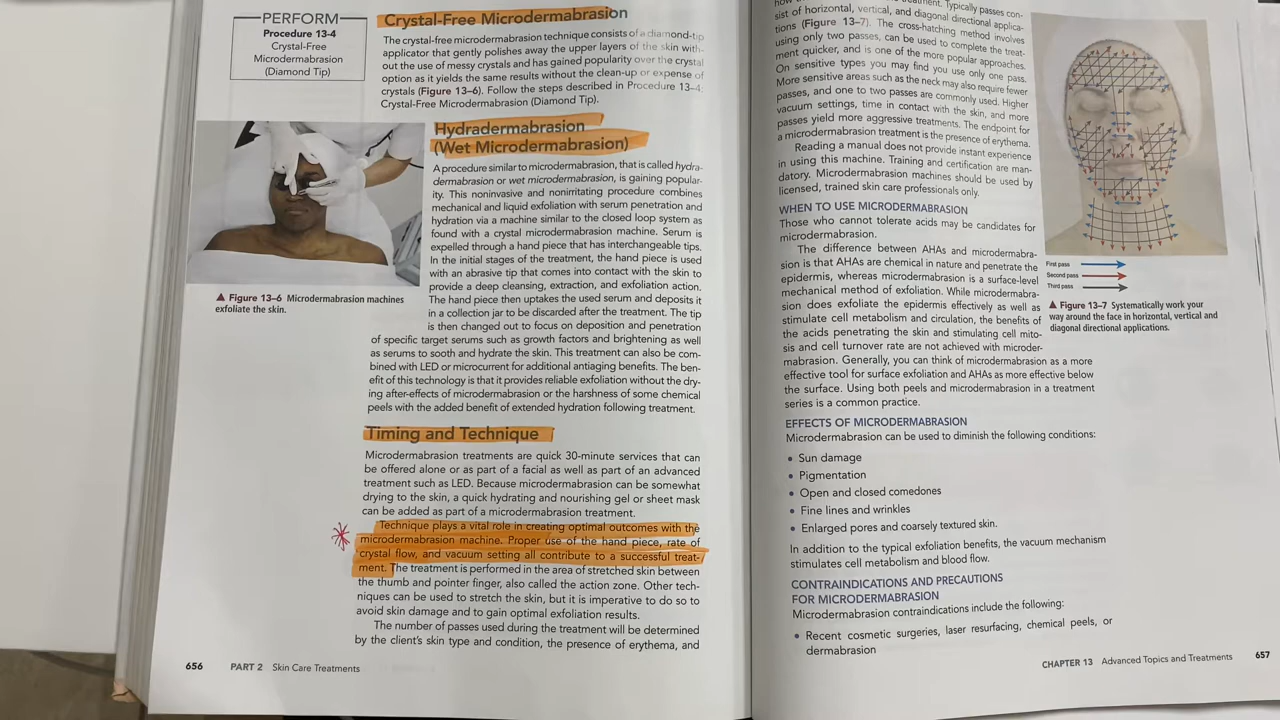 PERFORM
Procedure 13-4
Crystal-Free
Microdermabrasion
(Diamond Tip)
Crystal-Free Microdermabrasion
The crystal-free microdermabrasion technique consists of a diamond-tip
applicator that gently polishes away the upper layers of the skin with-
out the use of messy crystals and has gained popularity over the crystal
option as it yields the same results without the clean-up or expense of
crystals (Figure 13–6). Follow the steps described in Procedure 13–4:
Crystal-Free Microdermabrasion (Diamond Tip).
Hydradermabrasion
(Wet Microdermabrasion)
A procedure similar to microdermabrasion, that is called hydra-
dermabrasion or wet microdermabrasion, is gaining popular-
ity. This noninvasive and nonirritating procedure combines
mechanical and liquid exfoliation with serum penetration and
hydration via a machine similar to the closed loop system as
found with a crystal microdermabrasion machine. Serum is
expelled through a hand piece that has interchangeable tips.
In the initial stages of the treatment, the hand piece is used
with an abrasive tip that comes into contact with the skin to
provide a deep cleansing, extraction, and exfoliation action.
The hand piece then uptakes the used serum and deposits it
in a collection jar to be discarded after the treatment. The tip
is then changed out to focus on deposition and penetration
of specific target serums such as growth factors and brightening as well
as serums to sooth and hydrate the skin. This treatment can also be com-
bined with LED or microcurrent for additional antiaging benefits. The ben-
efit of this technology is that it provides reliable exfoliation without the dry-
ing after-effects of microdermabrasion or the harshness of some chemical
peels with the added benefit of extended hydration following treatment.
▲ Figure 13–6 Microdermabrasion machines
exfoliate the skin.
Timing and Technique
Microdermabrasion treatments are quick 30-minute services that can
be offered alone or as part of a facial as well as part of an advanced
treatment such as LED. Because microdermabrasion can be somewhat
drying to the skin, a quick hydrating and nourishing gel or sheet mask
can be added as part of a microdermabrasion treatment.
Technique plays a vital role in creating optimal outcomes with the
microdermabrasion machine. Proper use of the hand piece, rate of
crystal flow, and vacuum setting all contribute to a successful treat-
ment. The treatment is performed in the area of stretched skin between
the thumb and pointer finger, also called the action zone. Other tech-
niques can be used to stretch the skin, but it is imperative to do so to
avoid skin damage and to gain optimal exfoliation results.
The number of passes used during the treatment will be determined
by the client's skin type and condition, the presence of erythema, and
656 PART 2 Skin Care Treatments
treatment. Typically passes con-
sist of horizontal, vertical, and diagonal directional applica-
tions (Figure 13–7). The cross-hatching method involves
using only two passes, can be used to complete the treat-
ment quicker, and is one of the more popular approaches.
On sensitive types you may find you use only one pass.
More sensitive areas such as the neck may also require fewer
passes, and one to two passes are commonly used. Higher
vacuum settings, time in contact with the skin, and more
passes yield more aggressive treatments. The endpoint for
a microdermabrasion treatment is the presence of erythema.
Reading a manual does not provide instant experience
in using this machine. Training and certification are man-
datory. Microdermabrasion machines should be used by
licensed, trained skin care professionals only.
WHEN TO USE MICRODERMABRASION
Those who cannot tolerate acids may be candidates for
microdermabrasion.
The difference between AHAs and microdermabra-
sion is that AHAs are chemical in nature and penetrate the
epidermis, whereas microdermabrasion is a surface-level
mechanical method of exfoliation. While microdermabra-
sion does exfoliate the epidermis effectively as well as
stimulate cell metabolism and circulation, the benefits of
the acids penetrating the skin and stimulating cell mito-
sis and cell turnover rate are not achieved with microder-
mabrasion. Generally, you can think of microdermabrasion as a more
effective tool for surface exfoliation and AHAs as more effective below
the surface. Using both peels and microdermabrasion in a treatment
series is a common practice.
First pass
Second pass
Third pass
▲ Figure 13–7 Systematically work your
way around the face in horizontal, vertical and
diagonal directional applications.
EFFECTS OF MICRODERMABRASION
Microdermabrasion can be used to diminish the following conditions:
• Sun damage
• Pigmentation
• Open and closed comedones
• Fine lines and wrinkles
• Enlarged pores and coarsely textured skin.
In addition to the typical exfoliation benefits, the vacuum mechanism
stimulates cell metabolism and blood flow.
CONTRAINDICATIONS AND PRECAUTIONS
FOR MICRODERMABRASION
Microdermabrasion contraindications include the following:
• Recent cosmetic surgeries, laser resurfacing, chemical peels, or
dermabrasion
CHAPTER 13 Advanced Topics and Treatments 657